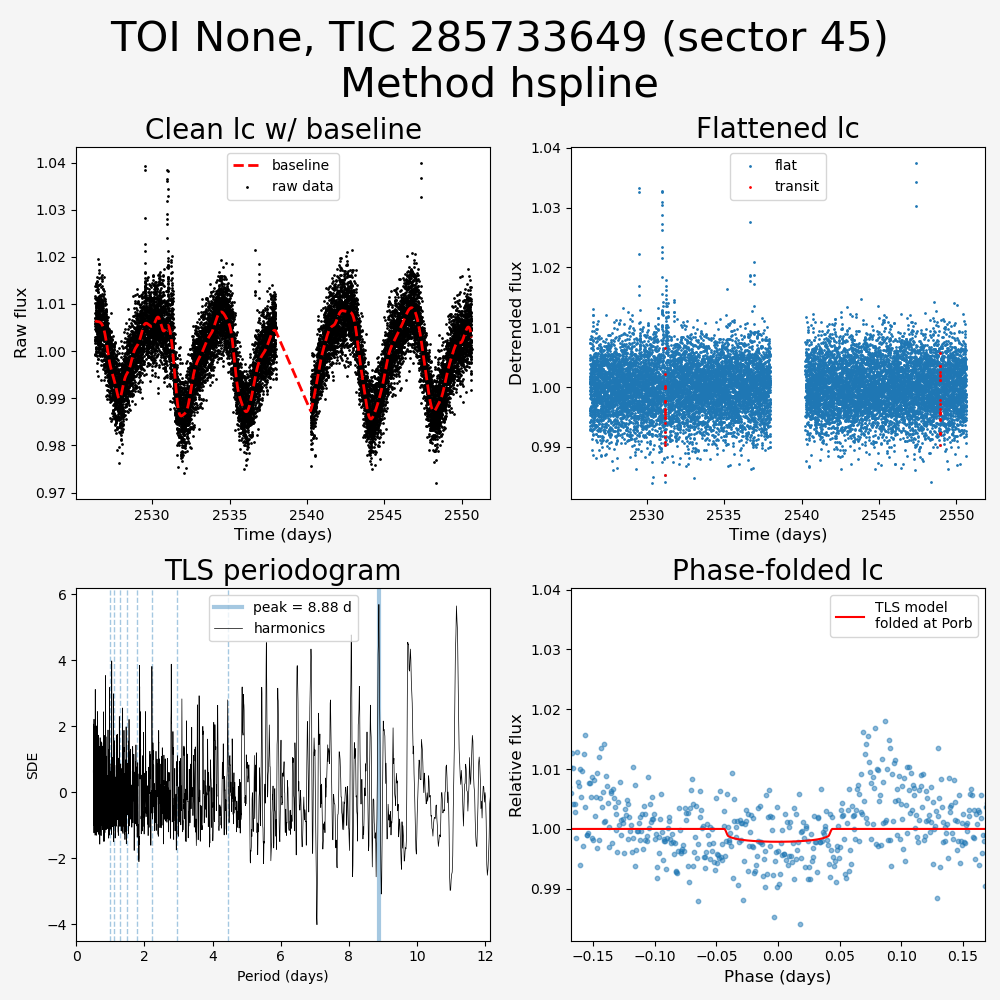 TOI None, TIC 285733649 (sector 45)
Method hspline
Clean lc w/ baseline
baseline
raw data
Raw flux
1.04
1.03
1.02
1.01
1.00
0.99
0.98
0.97
2530
2535
2540
2545
2550
Time (days)
Flattened lc
flat
transit
Detrended flux
1.04
1.03
1.02
1.01
1.00
0.99
2530
2535
2540
2545
2550
Time (days)
TLS periodogram
peak = 8.88 d
harmonics
SDE
6
4
2
0
−2
−4
0
2
4
6
8
10
12
Period (days)
Phase-folded lc
TLS model
folded at Porb
Relative flux
1.04
1.03
1.02
1.01
1.00
0.99
−0.15
−0.10
−0.05
0.00
0.05
0.10
0.15
Phase (days)